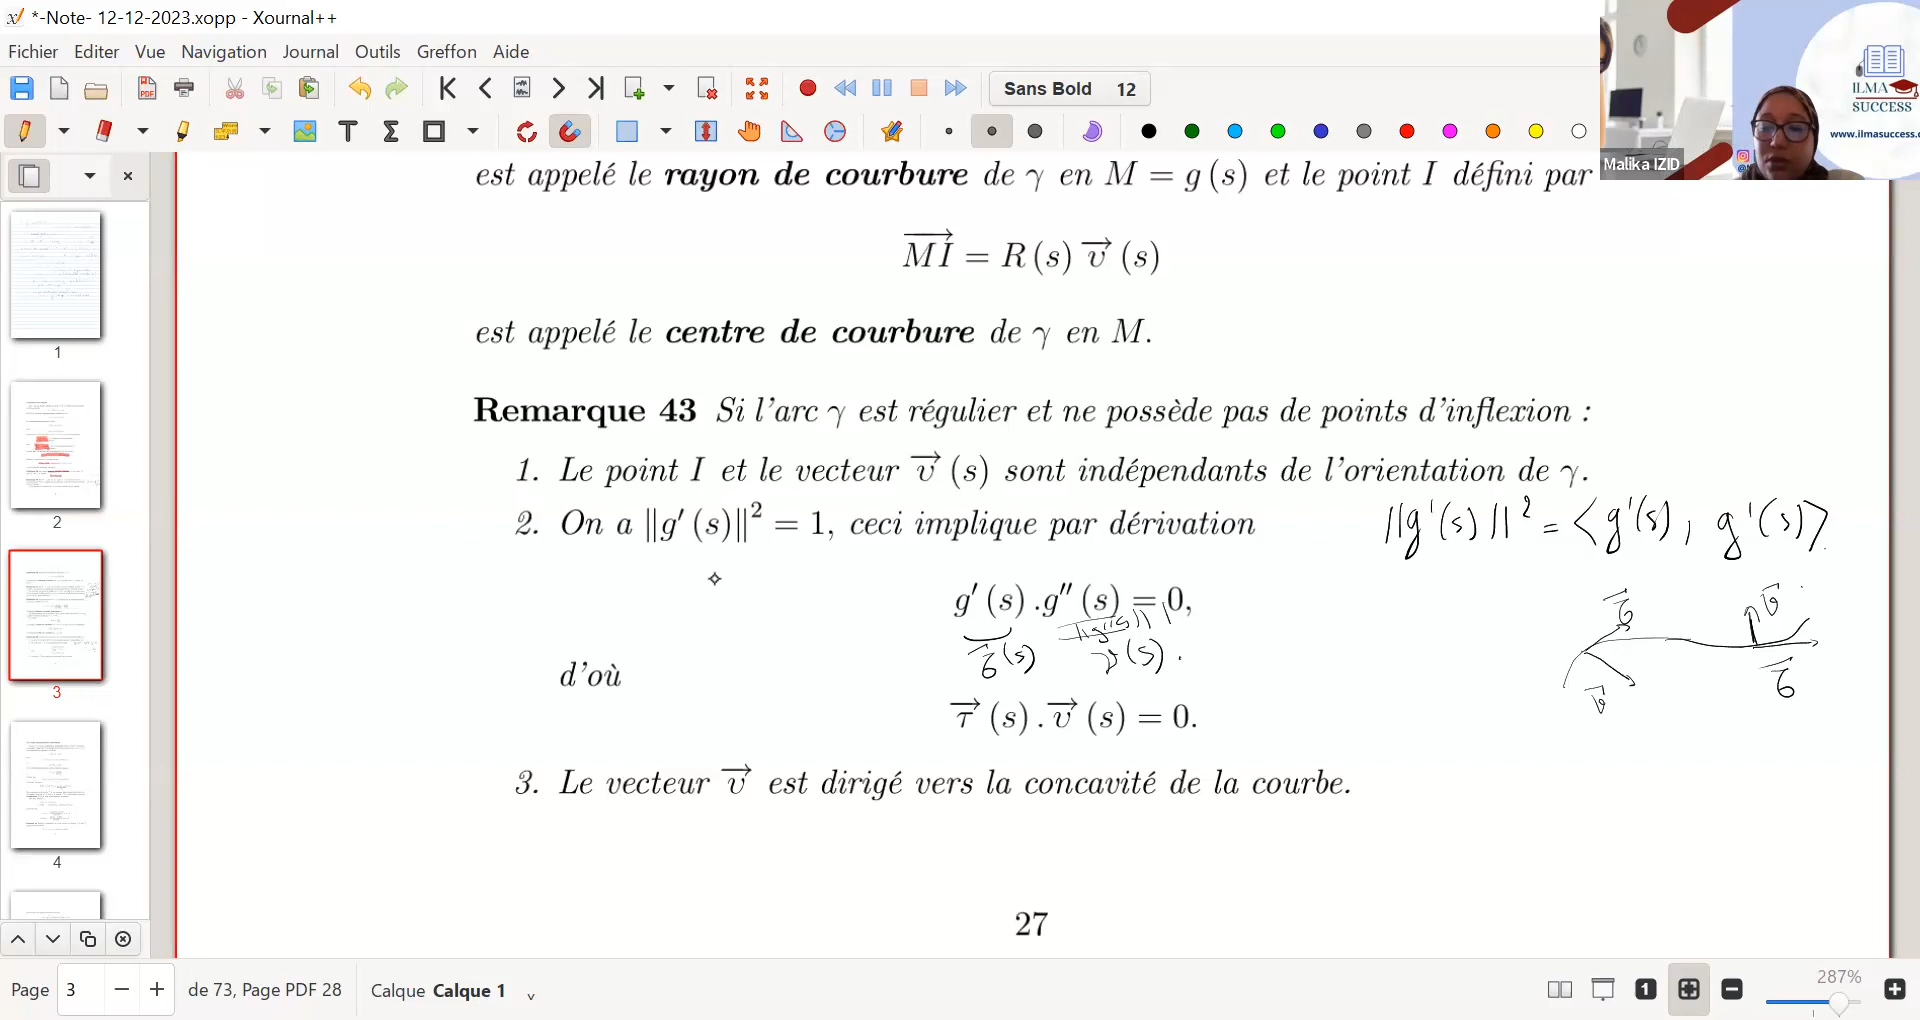 *-Note- 12-12-2023.xopp - Xournal++
Fichier Editer Vue Navigation Journal Outils Greffon Aide
Sans Bold 12
ILMA
SUCCESS
www.ilmasuccess.c
Malika IZID
est appelé le rayon de courbure de γ en M = g (s) et le point I défini par
→MI = R (s) →υ (s)
est appelé le centre de courbure de γ en M.
Remarque 43 Si l'arc γ est régulier et ne possède pas de points d'inflexion :
1. Le point I et le vecteur →υ (s) sont indépendants de l'orientation de γ.
2. On a ‖g′ (s)‖² = 1, ceci implique par dérivation
‖g'(s)‖² = ⟨g'(s), g'(s)⟩
g′ (s) .g″ (s) = 0,
d'où
→τ (s) .→υ (s) = 0.
3. Le vecteur →υ est dirigé vers la concavité de la courbe.
27
1
2
3
4
Page 3 de 73, Page PDF 28 Calque Calque 1
287%